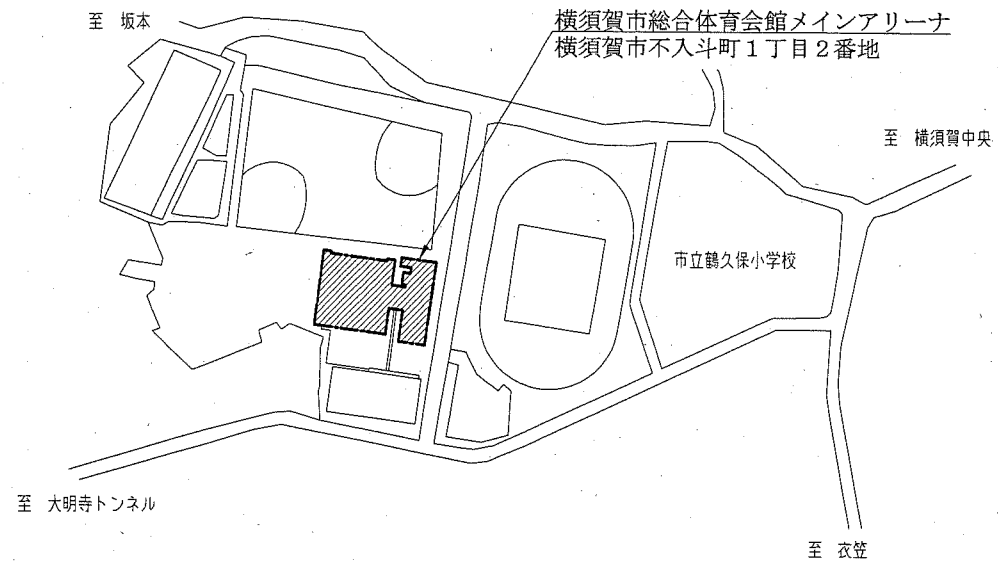 至 坂本
横須賀市総合体育会館メインアリーナ
横須賀市不入斗町1丁目2番地
至 横須賀中央
市立鶴久保小学校
至 大明寺トンネル
至 衣笠